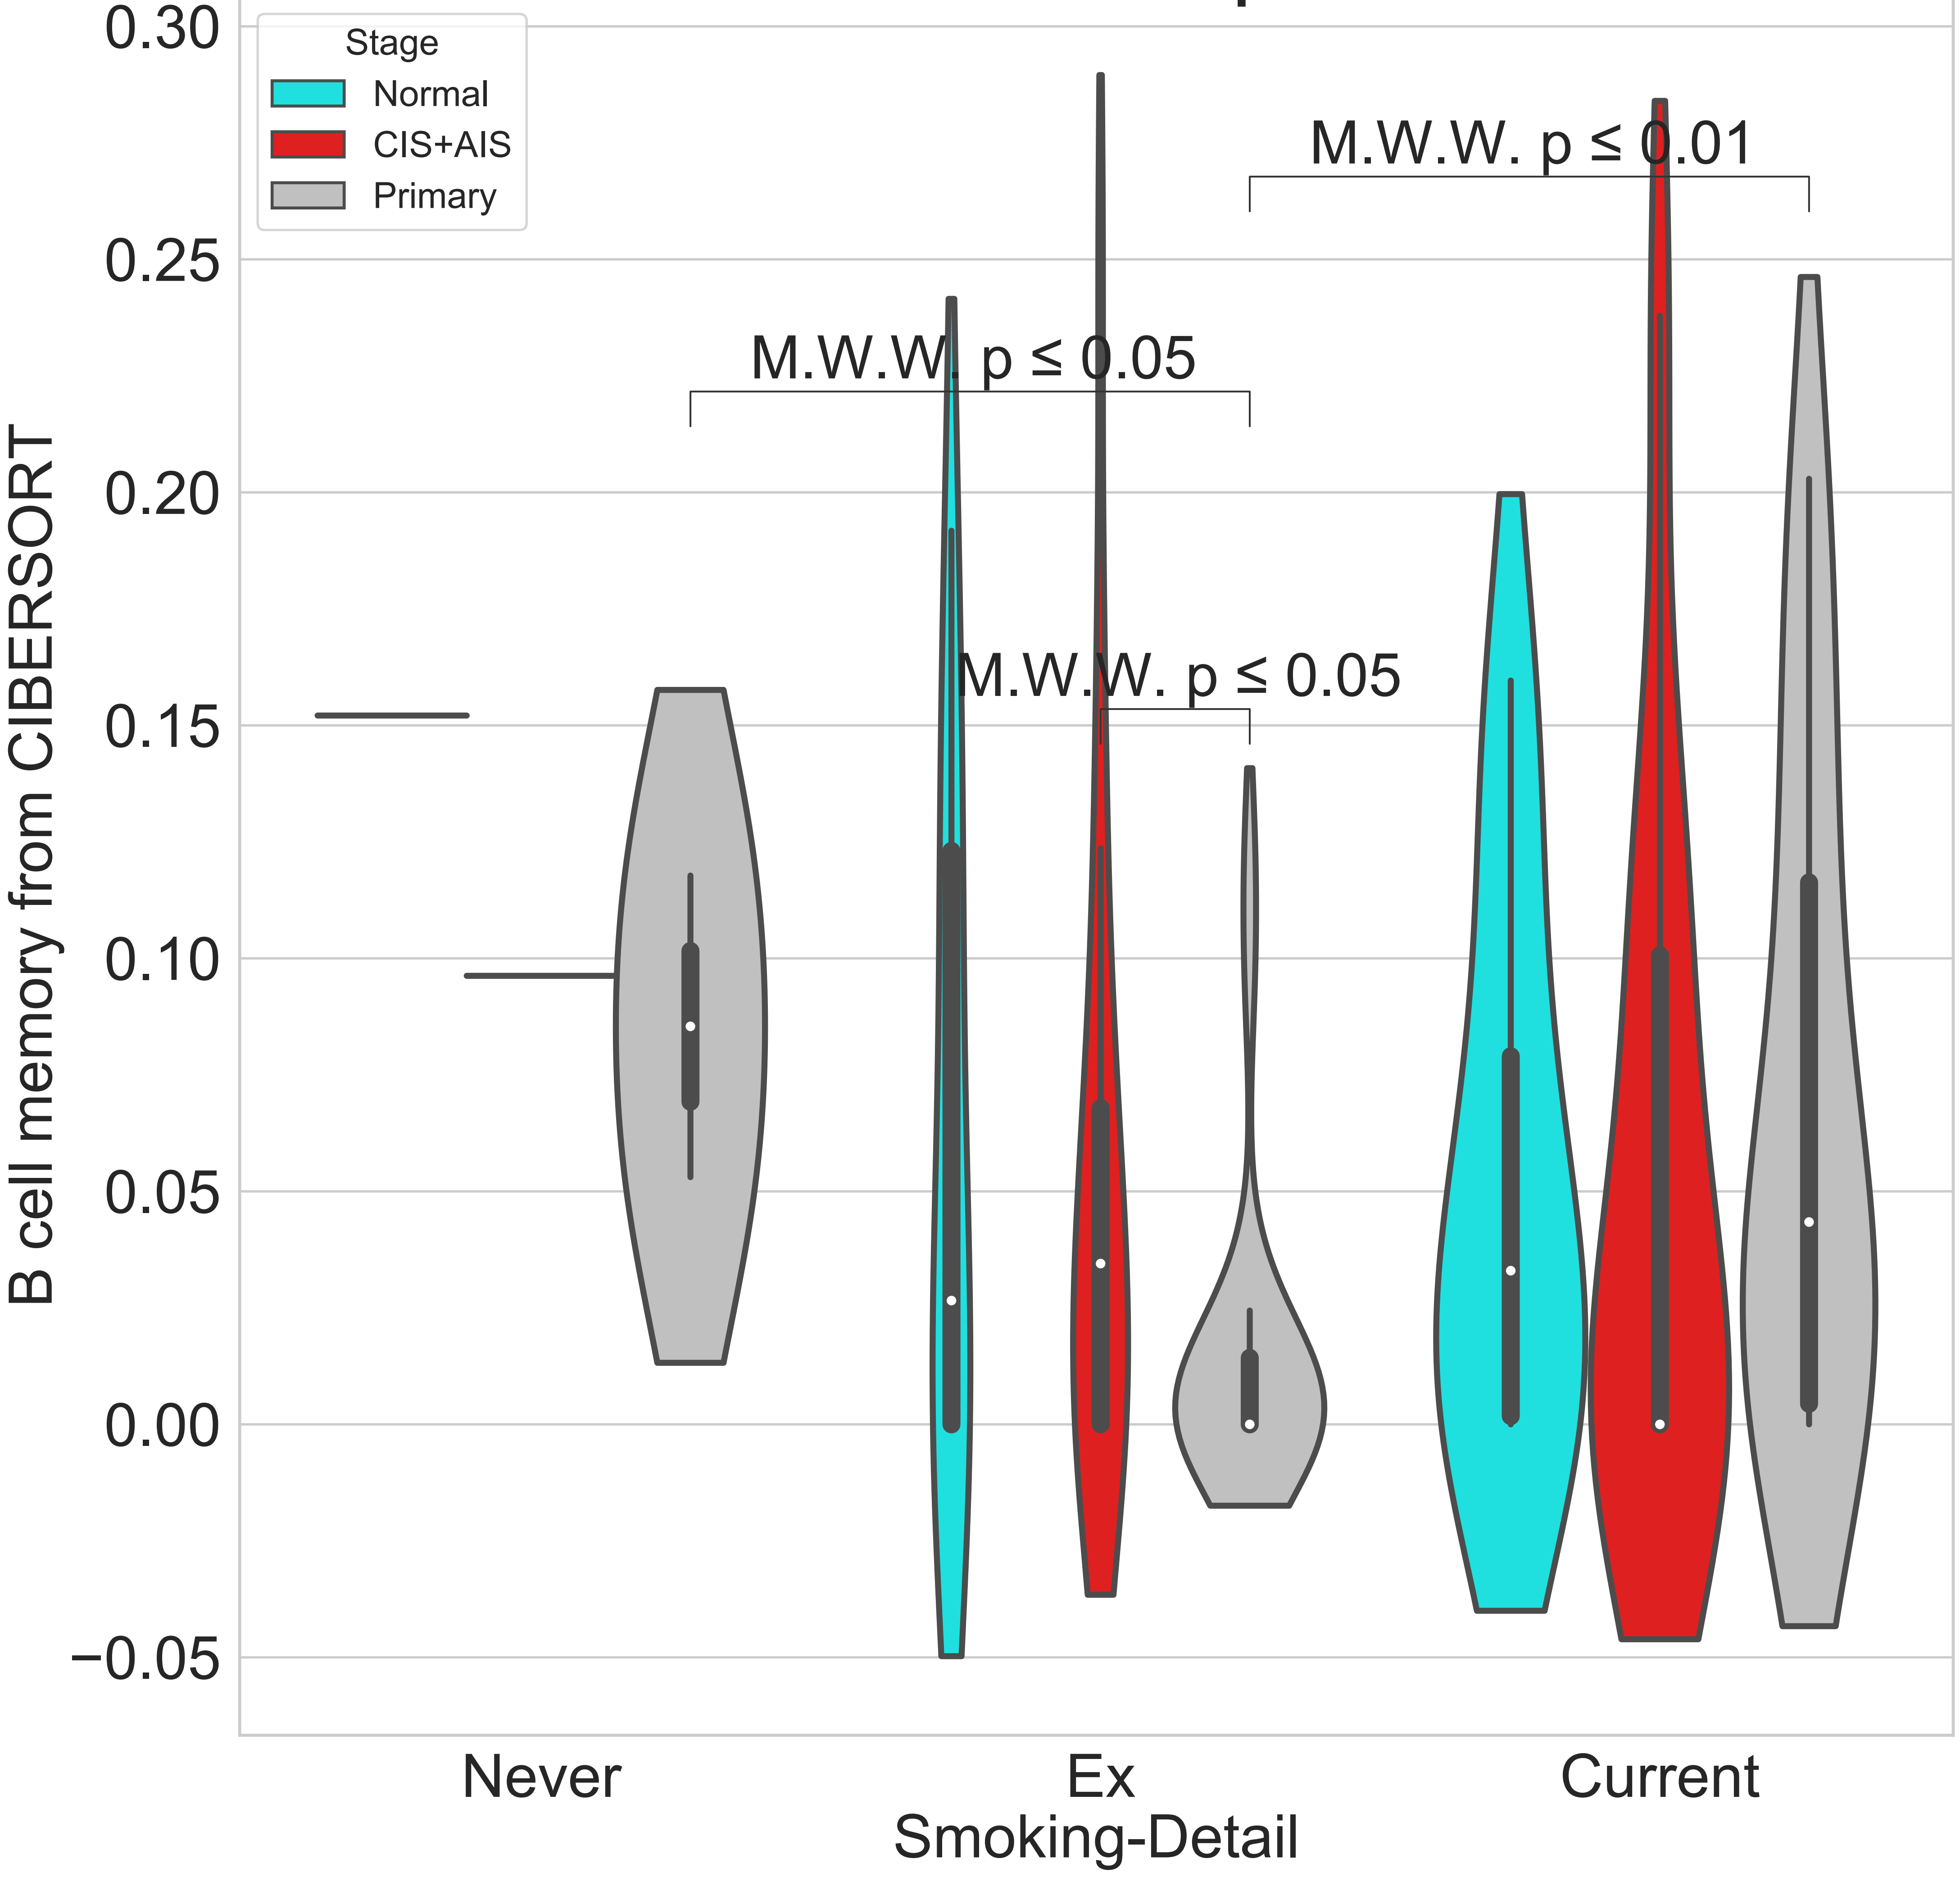 0.30
0.25
0.20
0.15
0.10
0.05
0.00
−0.05
B cell memory from CIBERSORT
Stage
Normal
CIS+AIS
Primary
M.W.W. p ≤ 0.01
M.W.W. p ≤ 0.05
M.W.W. p ≤ 0.05
Never
Ex
Current
Smoking-Detail